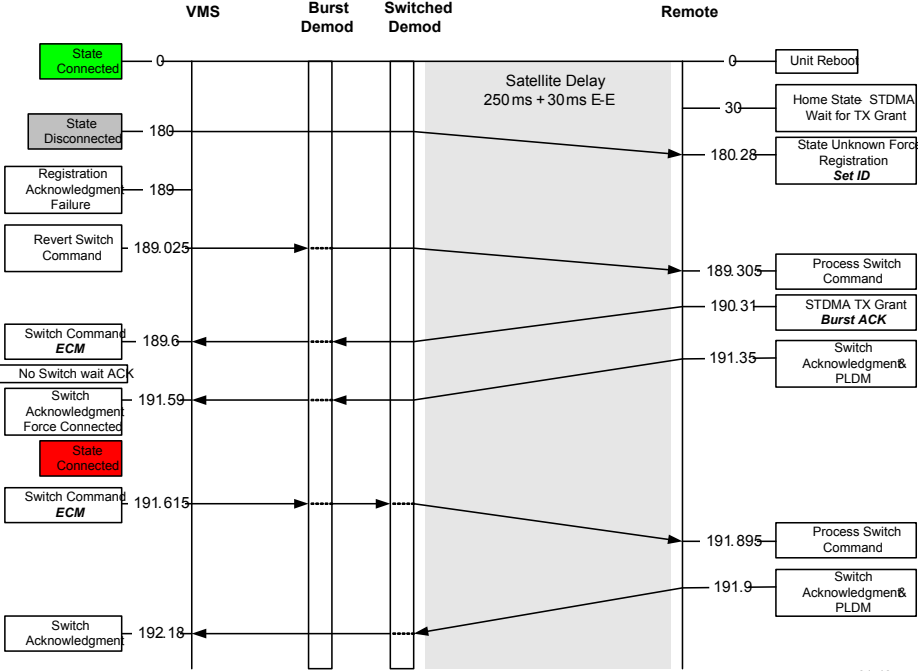 VMS
Burst
Demod
Switched
Demod
Remote
State
Connected
0
0
Unit Reboot
Satellite Delay
250 ms + 30 ms E-E
30
Home State STDMA
Wait for TX Grant
State
Disconnected
180
180.28
State Unknown Force
Registration
Set ID
Registration
Acknowledgment
Failure
189
Revert Switch
Command
189.025
189.305
Process Switch
Command
190.31
STDMA TX Grant
Burst ACK
Switch Command
ECM
189.6
191.35
Switch
Acknowledgment &
PLDM
No Switch wait ACK
Switch
Acknowledgment
Force Connected
191.59
State
Connected
Switch Command
ECM
191.615
191.895
Process Switch
Command
191.9
Switch
Acknowledgment &
PLDM
Switch
Acknowledgment
192.18